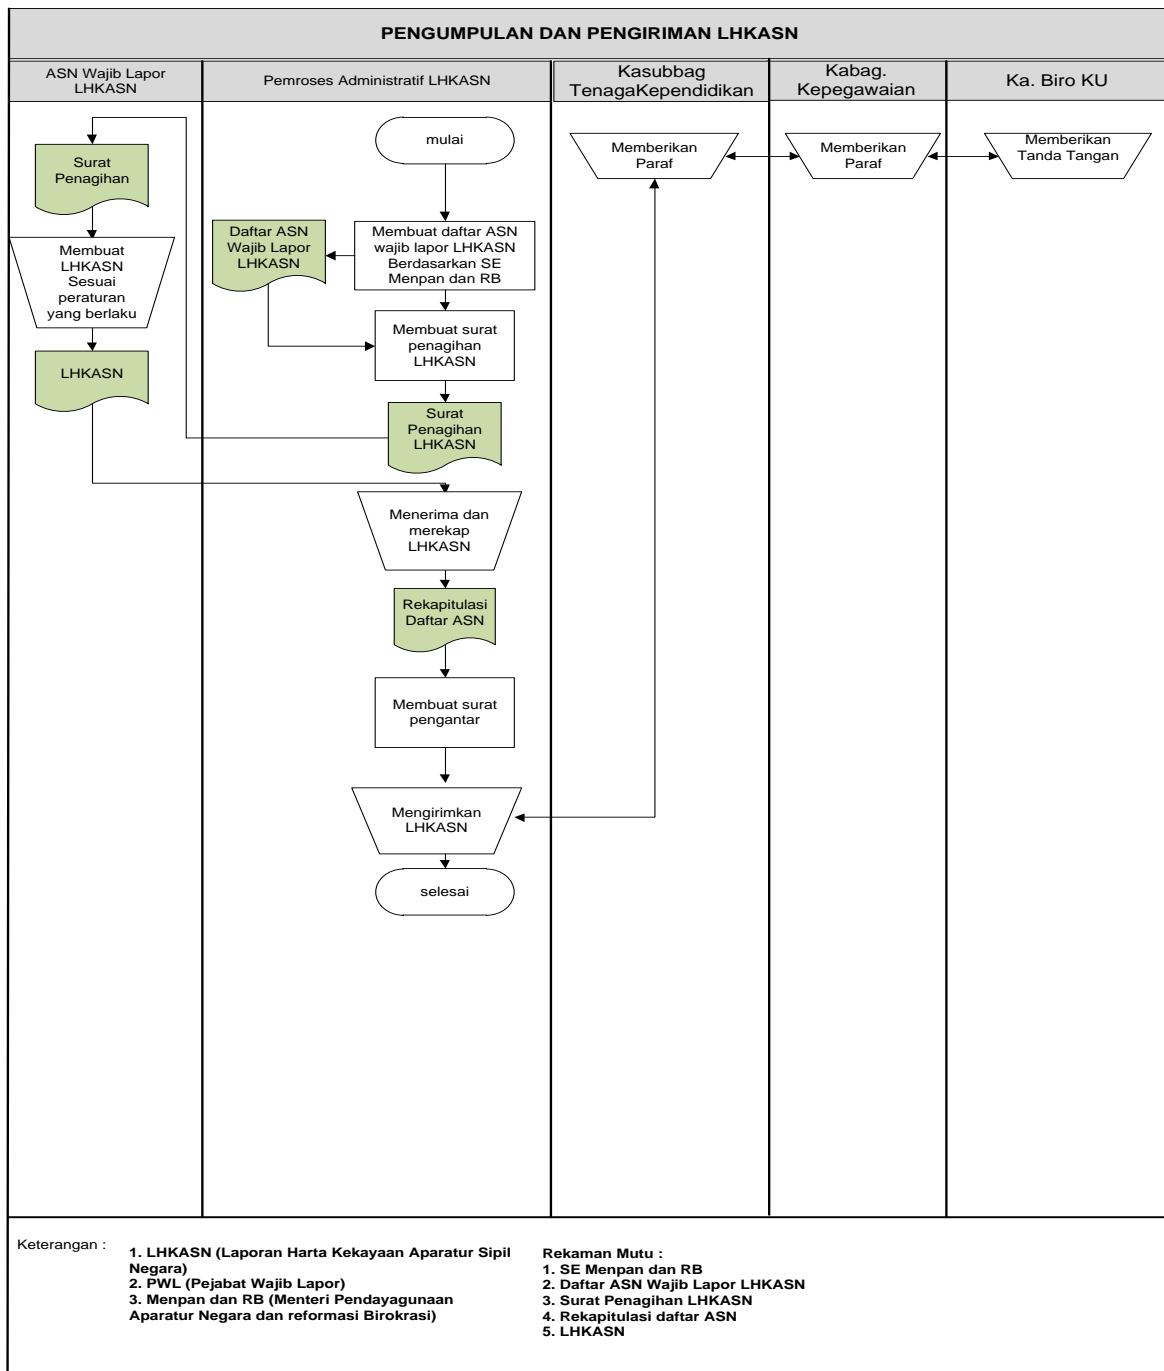 PENGUMPULAN DAN PENGIRIMAN LHKASN
ASN Wajib Lapor
LHKASN
Pemroses Administratif LHKASN
Kasubbag
TenagaKependidikan
Kabag.
Kepegawaian
Ka. Biro KU
Surat
Penagihan
Membuat
LHKASN
Sesuai
peraturan
yang berlaku
LHKASN
mulai
Daftar ASN
Wajib Lapor
LHKASN
Membuat daftar ASN
wajib lapor LHKASN
Berdasarkan SE
Menpan dan RB
Membuat surat
penagihan
LHKASN
Surat
Penagihan
LHKASN
Menerima dan
merekap
LHKASN
Rekapitulasi
Daftar ASN
Membuat surat
pengantar
Mengirimkan
LHKASN
selesai
Memberikan
Paraf
Memberikan
Paraf
Memberikan
Tanda Tangan
Keterangan :
1. LHKASN (Laporan Harta Kekayaan Aparatur Sipil
Negara)
2. PWL (Pejabat Wajib Lapor)
3. Menpan dan RB (Menteri Pendayagunaan
Aparatur Negara dan reformasi Birokrasi)
Rekaman Mutu :
1. SE Menpan dan RB
2. Daftar ASN Wajib Lapor LHKASN
3. Surat Penagihan LHKASN
4. Rekapitulasi daftar ASN
5. LHKASN